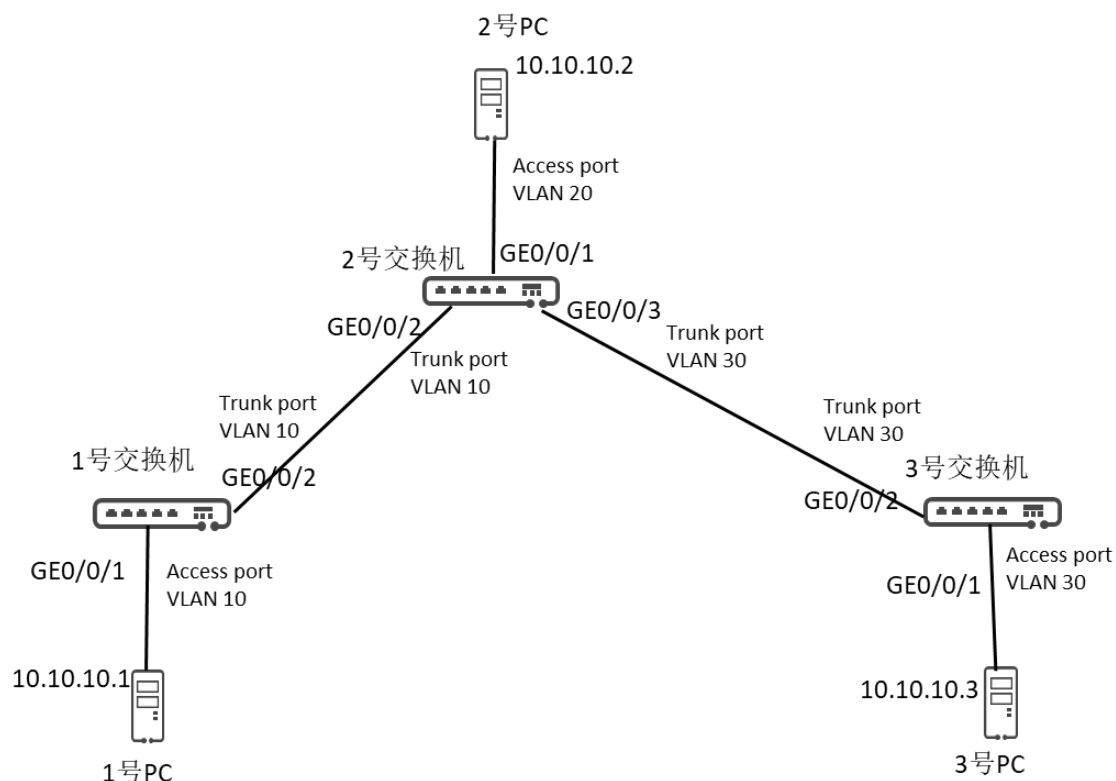 2号PC
10.10.10.2
Access port
VLAN 20
2号交换机
GE0/0/1
GE0/0/2
GE0/0/3
Trunk port
VLAN 10
Trunk port
VLAN 30
Trunk port
VLAN 10
Trunk port
VLAN 30
1号交换机
GE0/0/2
3号交换机
GE0/0/2
GE0/0/1
Access port
VLAN 10
Access port
VLAN 30
GE0/0/1
10.10.10.1
10.10.10.3
1号PC
3号PC